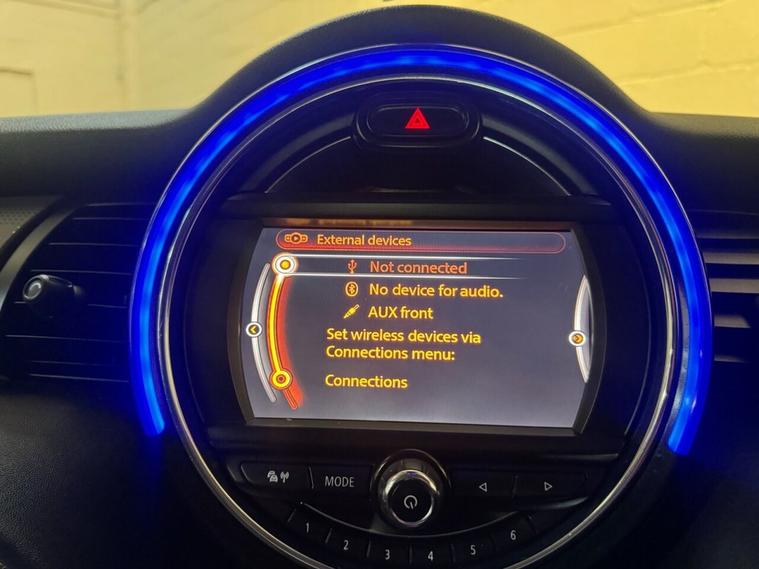 External devices
Not connected
No device for audio.
AUX front
Set wireless devices via
Connections menu:
Connections
MODE
1
2
3
4
5
6